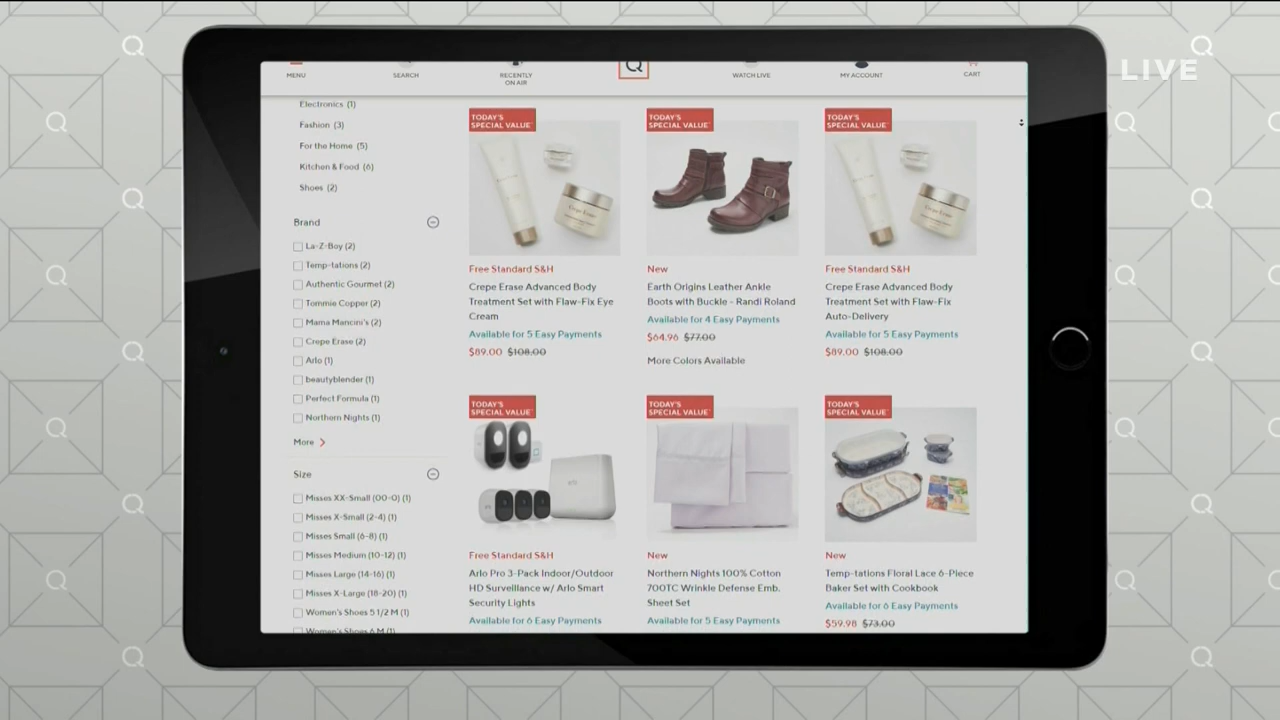 LIVE
MENU
SEARCH
RECENTLY
ON AIR
Q
WATCH LIVE
MY ACCOUNT
CART
Electronics (1)
Fashion (3)
For the Home (5)
Kitchen & Food (6)
Shoes (2)
Brand
La-Z-Boy (2)
Temp-tations (2)
Authentic Gourmet (2)
Tommie Copper (2)
Mama Mancini's (2)
Crepe Erase (2)
Arlo (1)
beautyblender (1)
Perfect Formula (1)
Northern Nights (1)
More
Size
Misses XX-Small (00-0) (1)
Misses X-Small (2-4) (1)
Misses Small (6-8) (1)
Misses Medium (10-12) (1)
Misses Large (14-16) (1)
Misses X-Large (18-20) (1)
Women's Shoes 5 1/2 M (1)
Women's Shoes 6 M (1)
TODAY'S
SPECIAL VALUE
Free Standard S&H
Crepe Erase Advanced Body
Treatment Set with Flaw-Fix Eye
Cream
Available for 5 Easy Payments
$89.00 $108.00
TODAY'S
SPECIAL VALUE
New
Earth Origins Leather Ankle
Boots with Buckle - Randi Roland
Available for 4 Easy Payments
$64.96 $77.00
More Colors Available
TODAY'S
SPECIAL VALUE
Free Standard S&H
Crepe Erase Advanced Body
Treatment Set with Flaw-Fix
Auto-Delivery
Available for 5 Easy Payments
$89.00 $108.00
TODAY'S
SPECIAL VALUE
Free Standard S&H
Arlo Pro 3-Pack Indoor/Outdoor
HD Surveillance w/ Arlo Smart
Security Lights
Available for 6 Easy Payments
TODAY'S
SPECIAL VALUE
New
Northern Nights 100% Cotton
700TC Wrinkle Defense Emb.
Sheet Set
Available for 5 Easy Payments
TODAY'S
SPECIAL VALUE
New
Temp-tations Floral Lace 6-Piece
Baker Set with Cookbook
Available for 6 Easy Payments
$59.98 $73.00